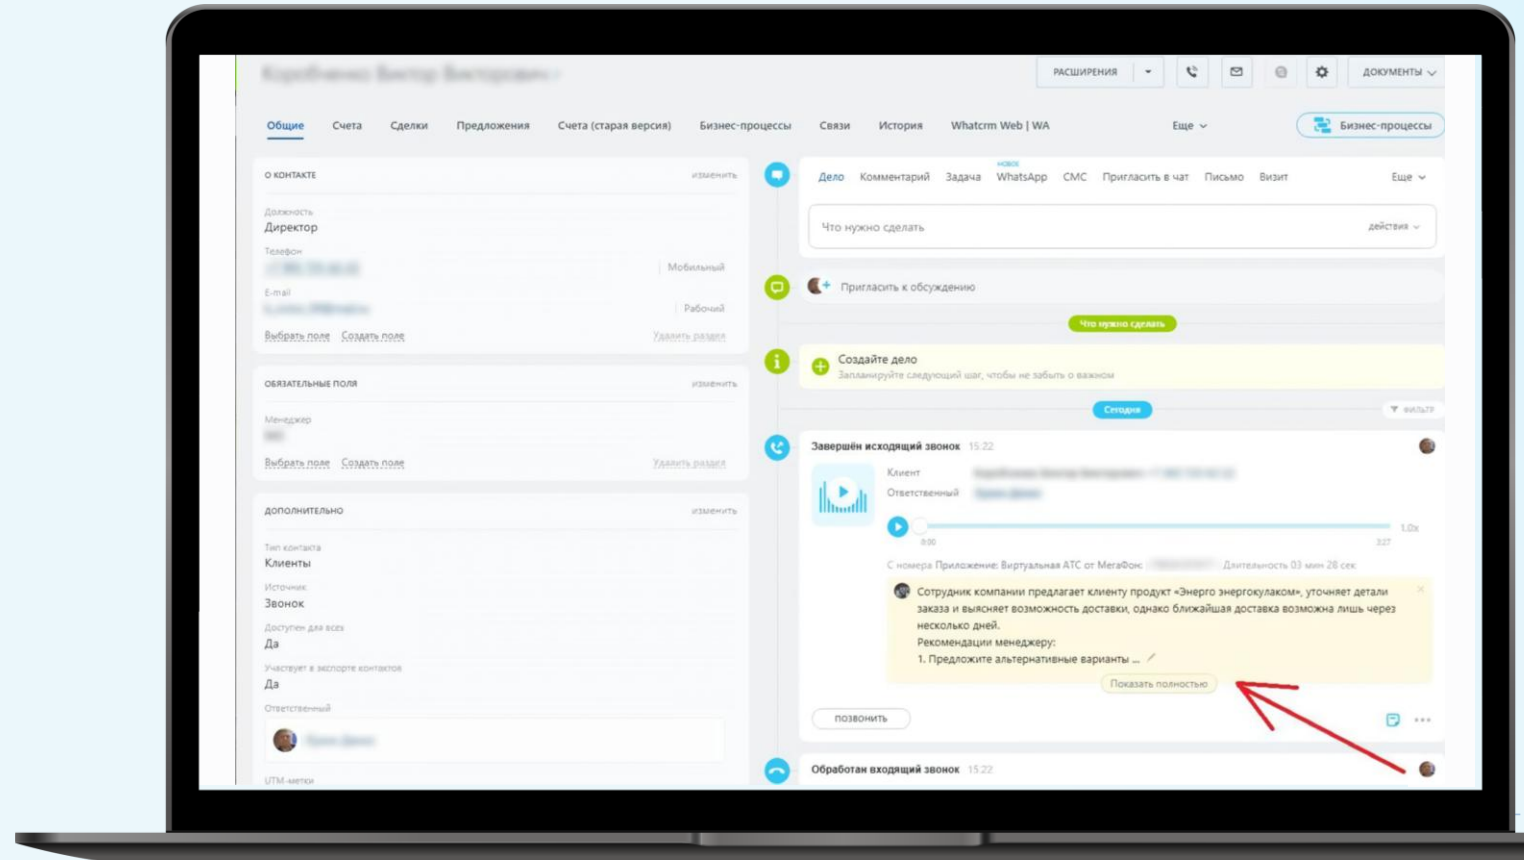 РАСШИРЕНИЯ
ДОКУМЕНТЫ
Общие Счета Сделки Предложения Счета (старая версия) Бизнес-процессы Связи История Whatcrm Web | WA Еще Бизнес-процессы
О КОНТАКТЕ
изменить
Должность
Директор
Телефон
Мобильный
E-mail
Рабочий
Выбрать поле Создать поле Удалить раздел
ОБЯЗАТЕЛЬНЫЕ ПОЛЯ
изменить
Менеджер
Выбрать поле Создать поле Удалить раздел
ДОПОЛНИТЕЛЬНО
изменить
Тип контакта
Клиенты
Источник
Звонок
Доступен для всех
Да
Участвует в экспорте контактов
Да
Ответственный
UTM-метки
НОВОЕ
Дело Комментарий Задача WhatsApp СМС Пригласить в чат Письмо Визит Еще
Что нужно сделать
действия
Пригласить к обсуждению
Что нужно сделать
Создайте дело
Запланируйте следующий шаг, чтобы не забыть о важном
Сегодня
ФИЛЬТР
Завершён исходящий звонок 15:22
Клиент
Ответственный
1.0x
0:00
3:27
С номера Приложение: Виртуальная АТС от МегаФон: Длительность 03 мин 28 сек
Сотрудник компании предлагает клиенту продукт «Энерго энергокулаком», уточняет детали
заказа и выясняет возможность доставки, однако ближайшая доставка возможна лишь через
несколько дней.
Рекомендации менеджеру:
1. Предложите альтернативные варианты ...
Показать полностью
ПОЗВОНИТЬ
Обработан входящий звонок 15:22